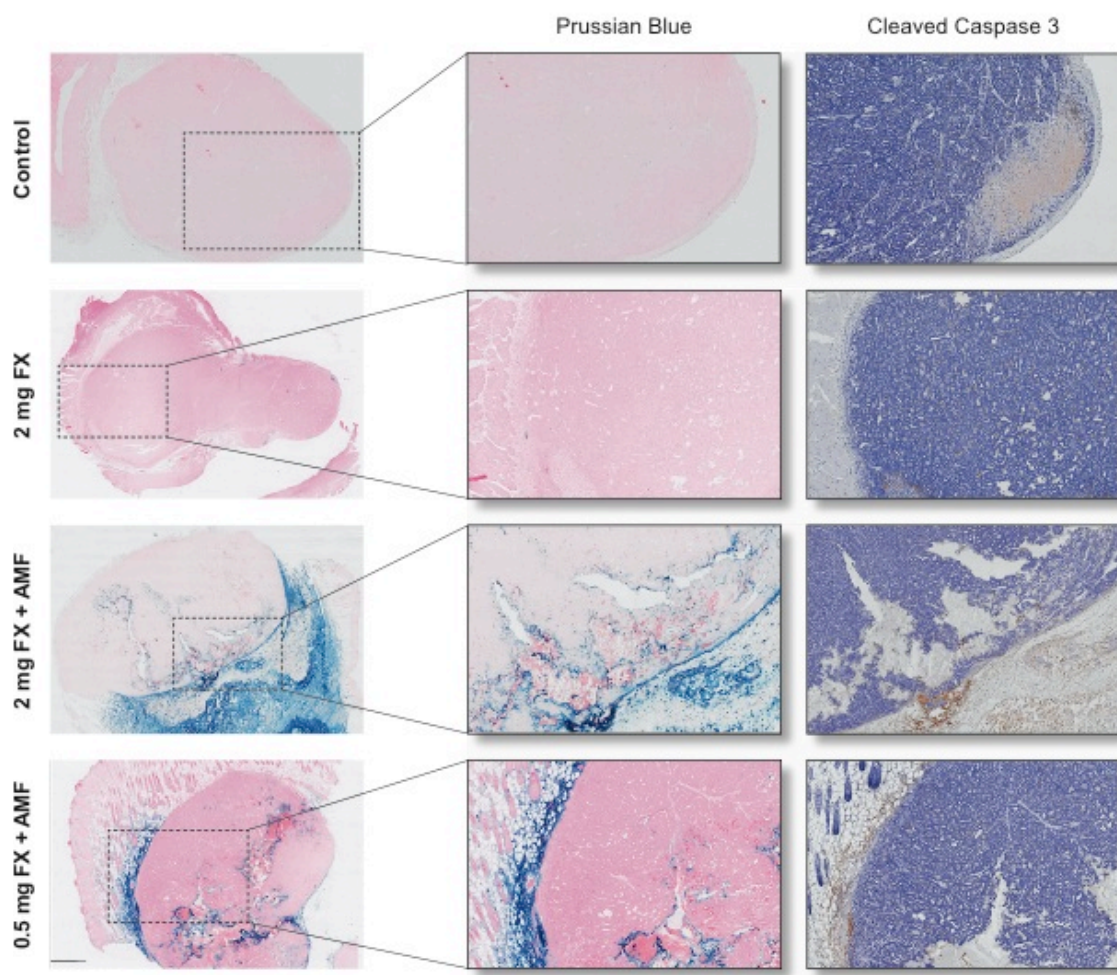 Prussian Blue
Cleaved Caspase 3
Control
2 mg FX
2 mg FX + AMF
0.5 mg FX + AMF